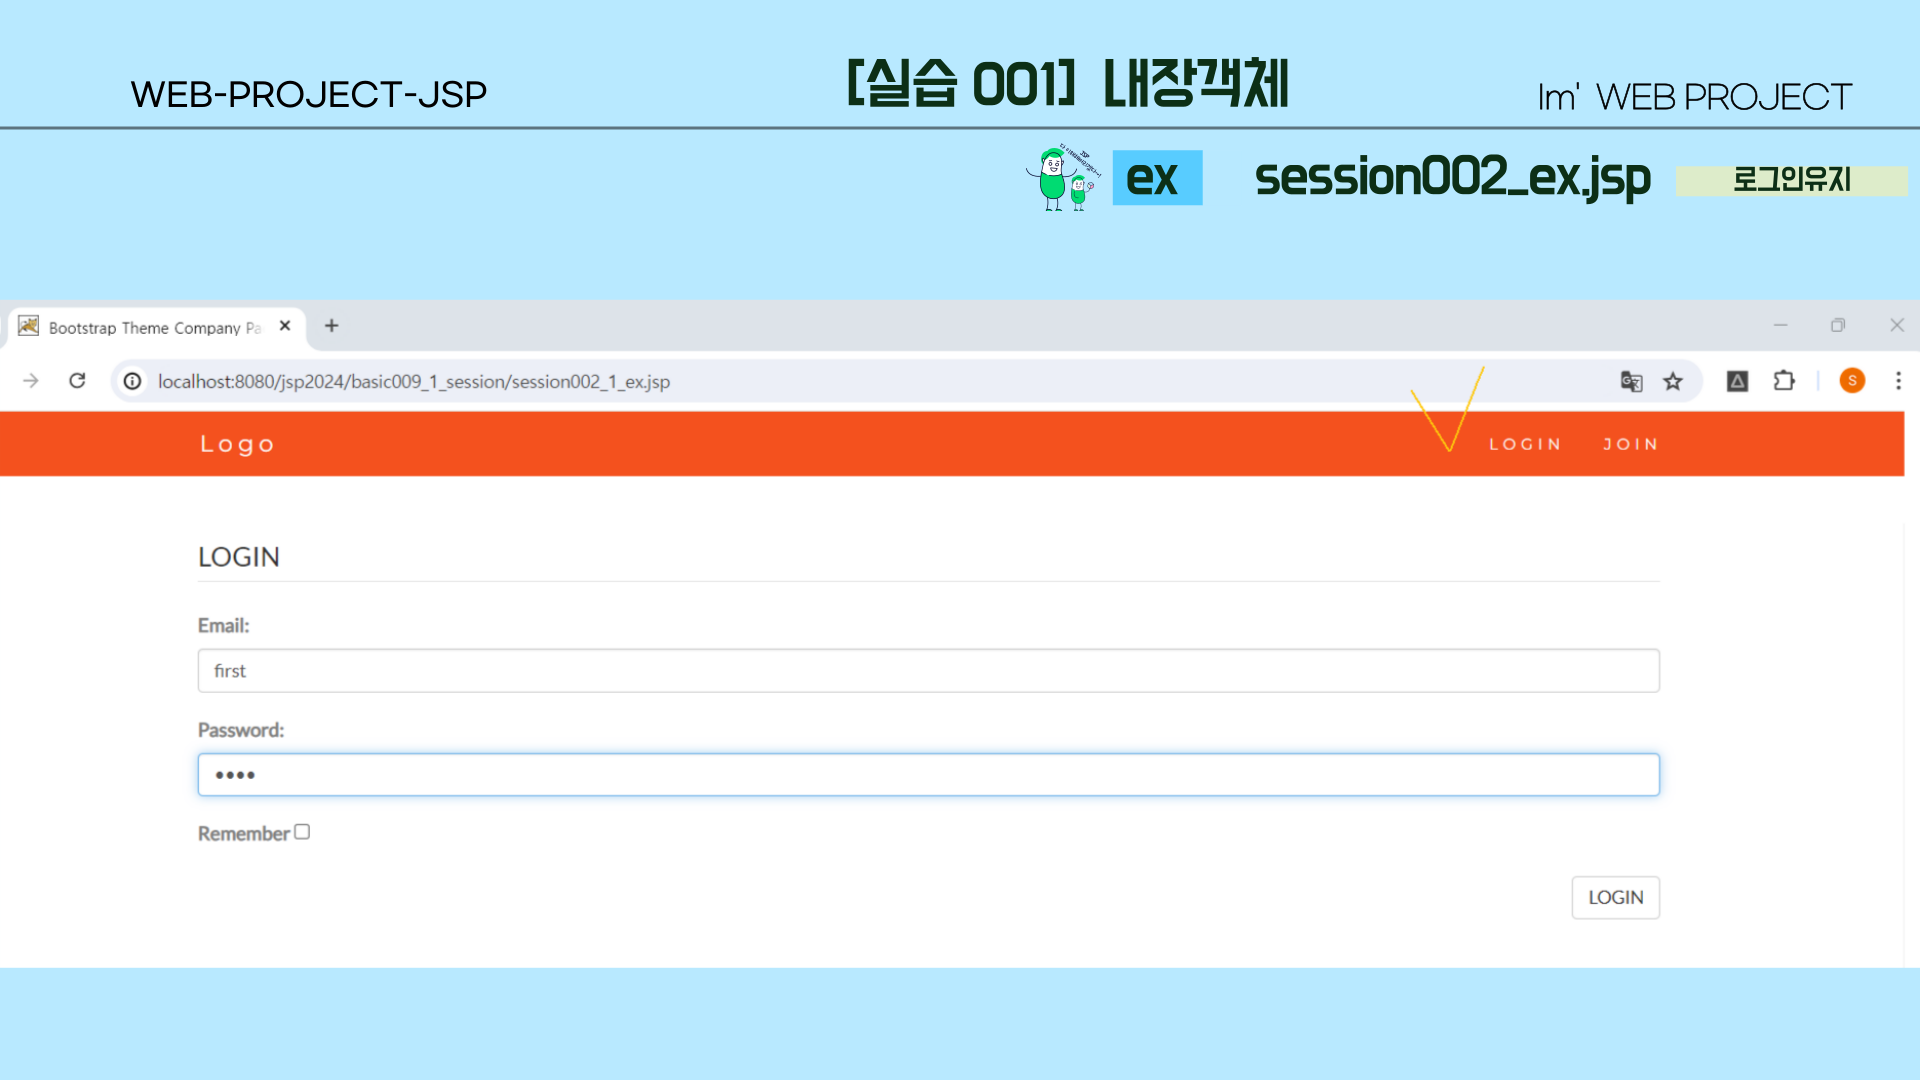 WEB-PROJECT-JSP
[실습 001] 내장객체
Im' WEB PROJECT
JSP
ex
session002_ex.jsp
로그인유지
Bootstrap Theme Company Pa
localhost:8080/jsp2024/basic009_1_session/session002_1_ex.jsp
S
Logo
LOGIN
JOIN
LOGIN
Email:
first
Password:
••••
Remember
LOGIN